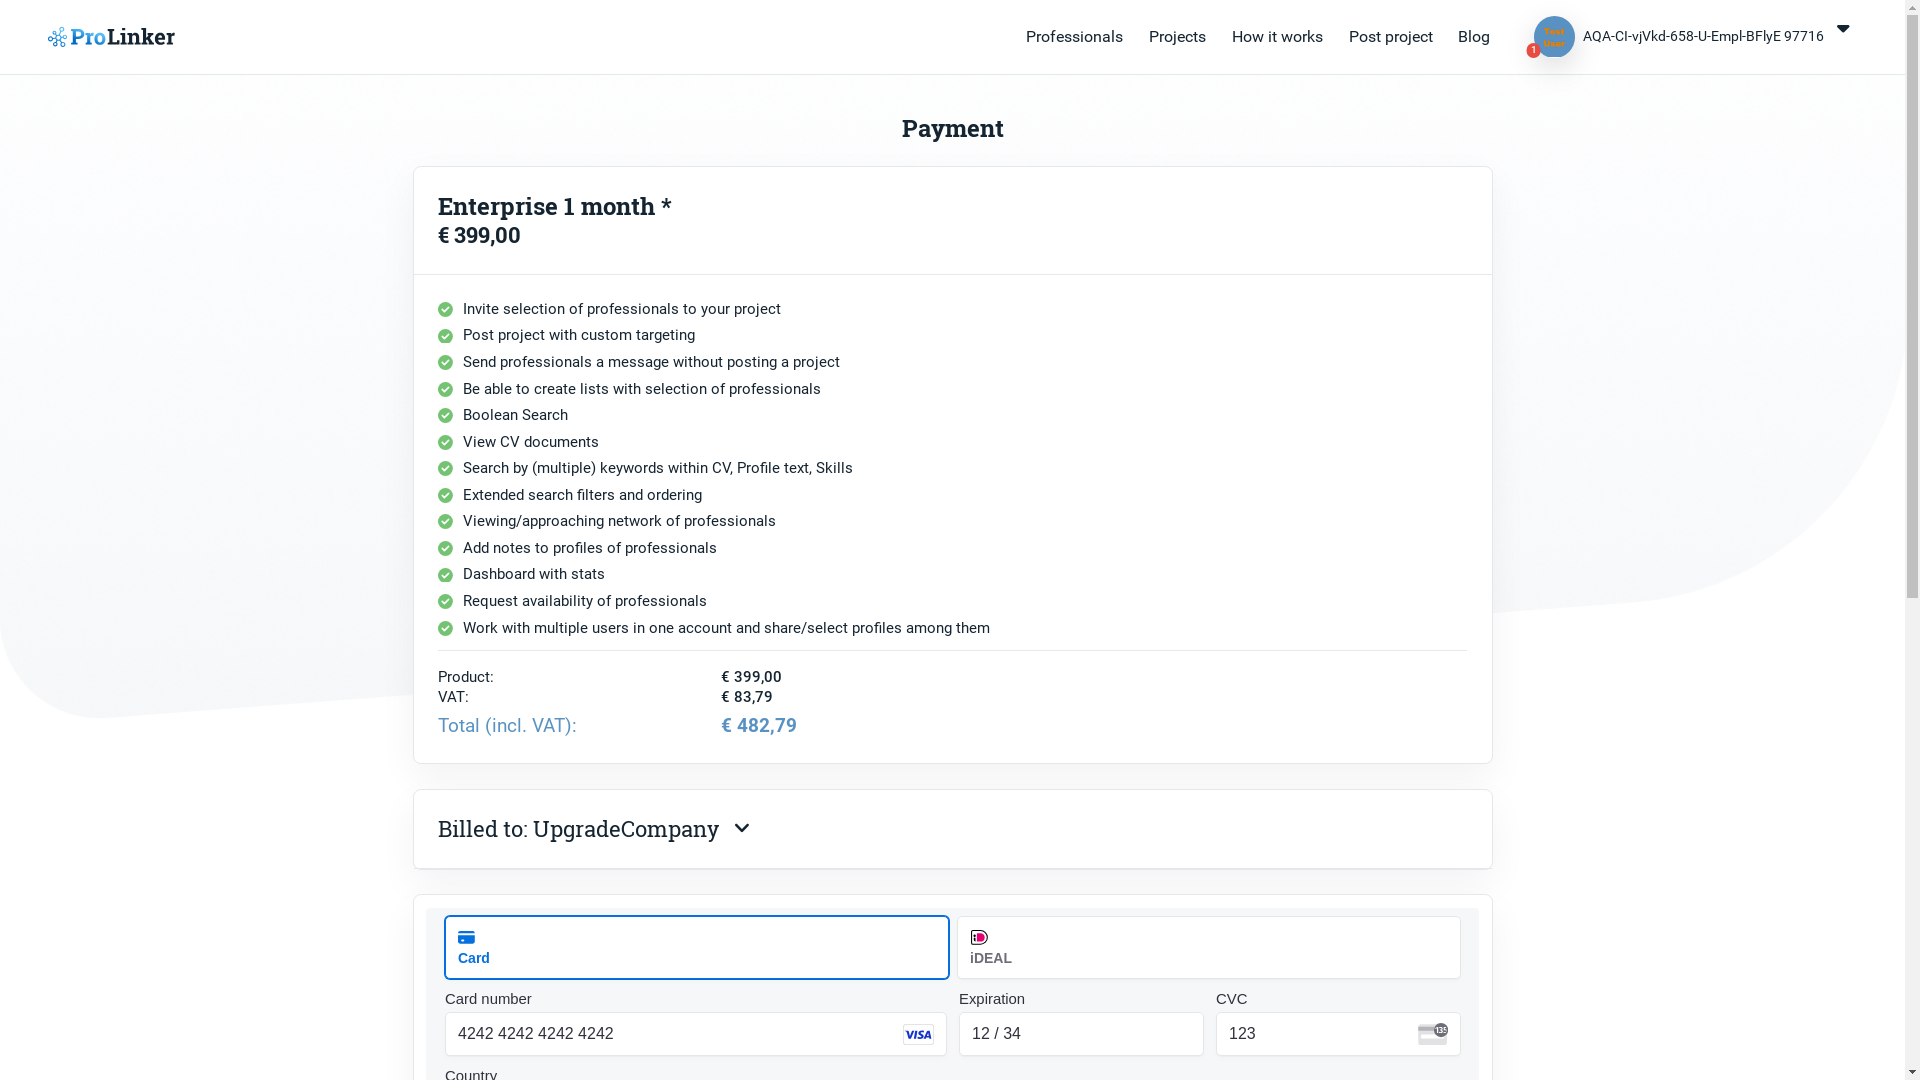 ProLinker
Professionals Projects How it works Post project Blog
Test User
1
AQA-CI-vjVkd-658-U-Empl-BFlyE 97716
Payment
Enterprise 1 month *
€ 399,00
Invite selection of professionals to your project
Post project with custom targeting
Send professionals a message without posting a project
Be able to create lists with selection of professionals
Boolean Search
View CV documents
Search by (multiple) keywords within CV, Profile text, Skills
Extended search filters and ordering
Viewing/approaching network of professionals
Add notes to profiles of professionals
Dashboard with stats
Request availability of professionals
Work with multiple users in one account and share/select profiles among them
Product: € 399,00
VAT: € 83,79
Total (incl. VAT): € 482,79
Billed to: UpgradeCompany
Card
iDEAL
Card number Expiration CVC
4242 4242 4242 4242 VISA 12 / 34 123 135
Country